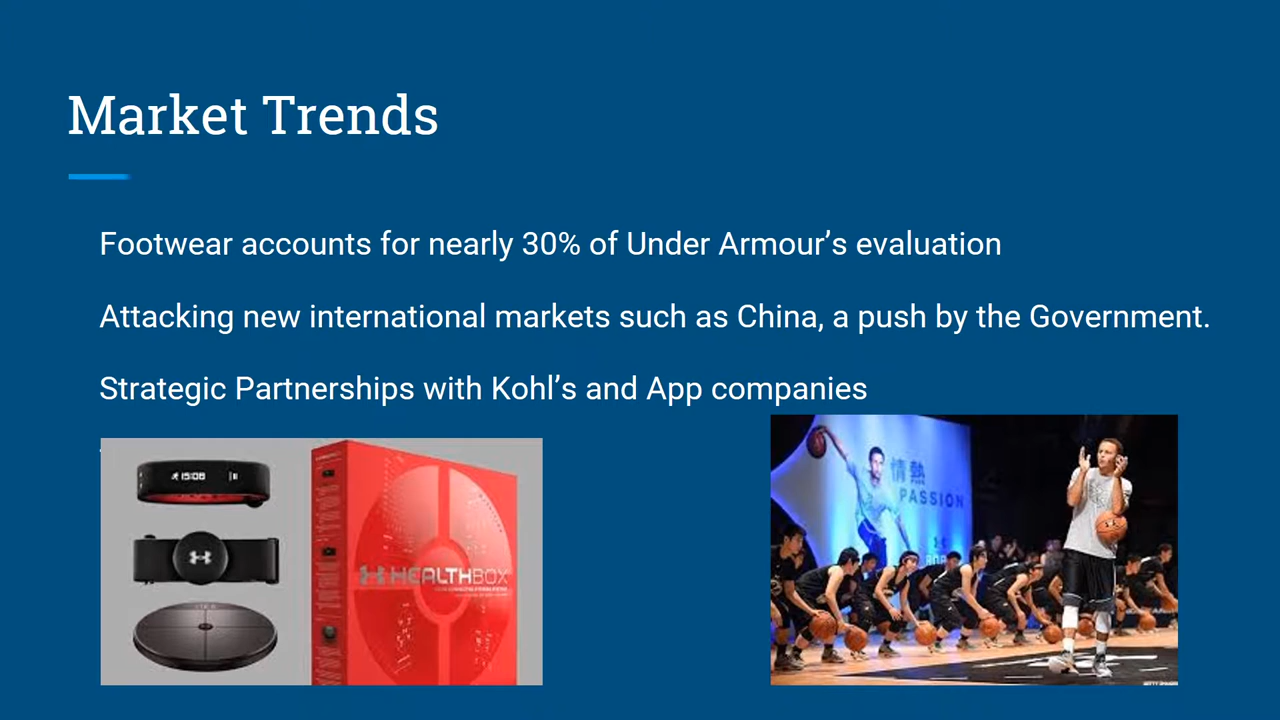 Market Trends
Footwear accounts for nearly 30% of Under Armour’s evaluation
Attacking new international markets such as China, a push by the Government.
Strategic Partnerships with Kohl’s and App companies
15:08
HEALTHBOX
情熱
PASSION